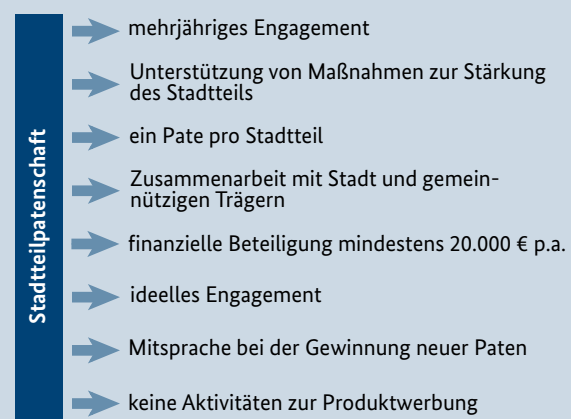 Stadtteilpatenschaft
mehrjähriges Engagement
Unterstützung von Maßnahmen zur Stärkung
des Stadtteils
ein Pate pro Stadtteil
Zusammenarbeit mit Stadt und gemein-
nützigen Trägern
finanzielle Beteiligung mindestens 20.000 € p.a.
ideelles Engagement
Mitsprache bei der Gewinnung neuer Paten
keine Aktivitäten zur Produktwerbung